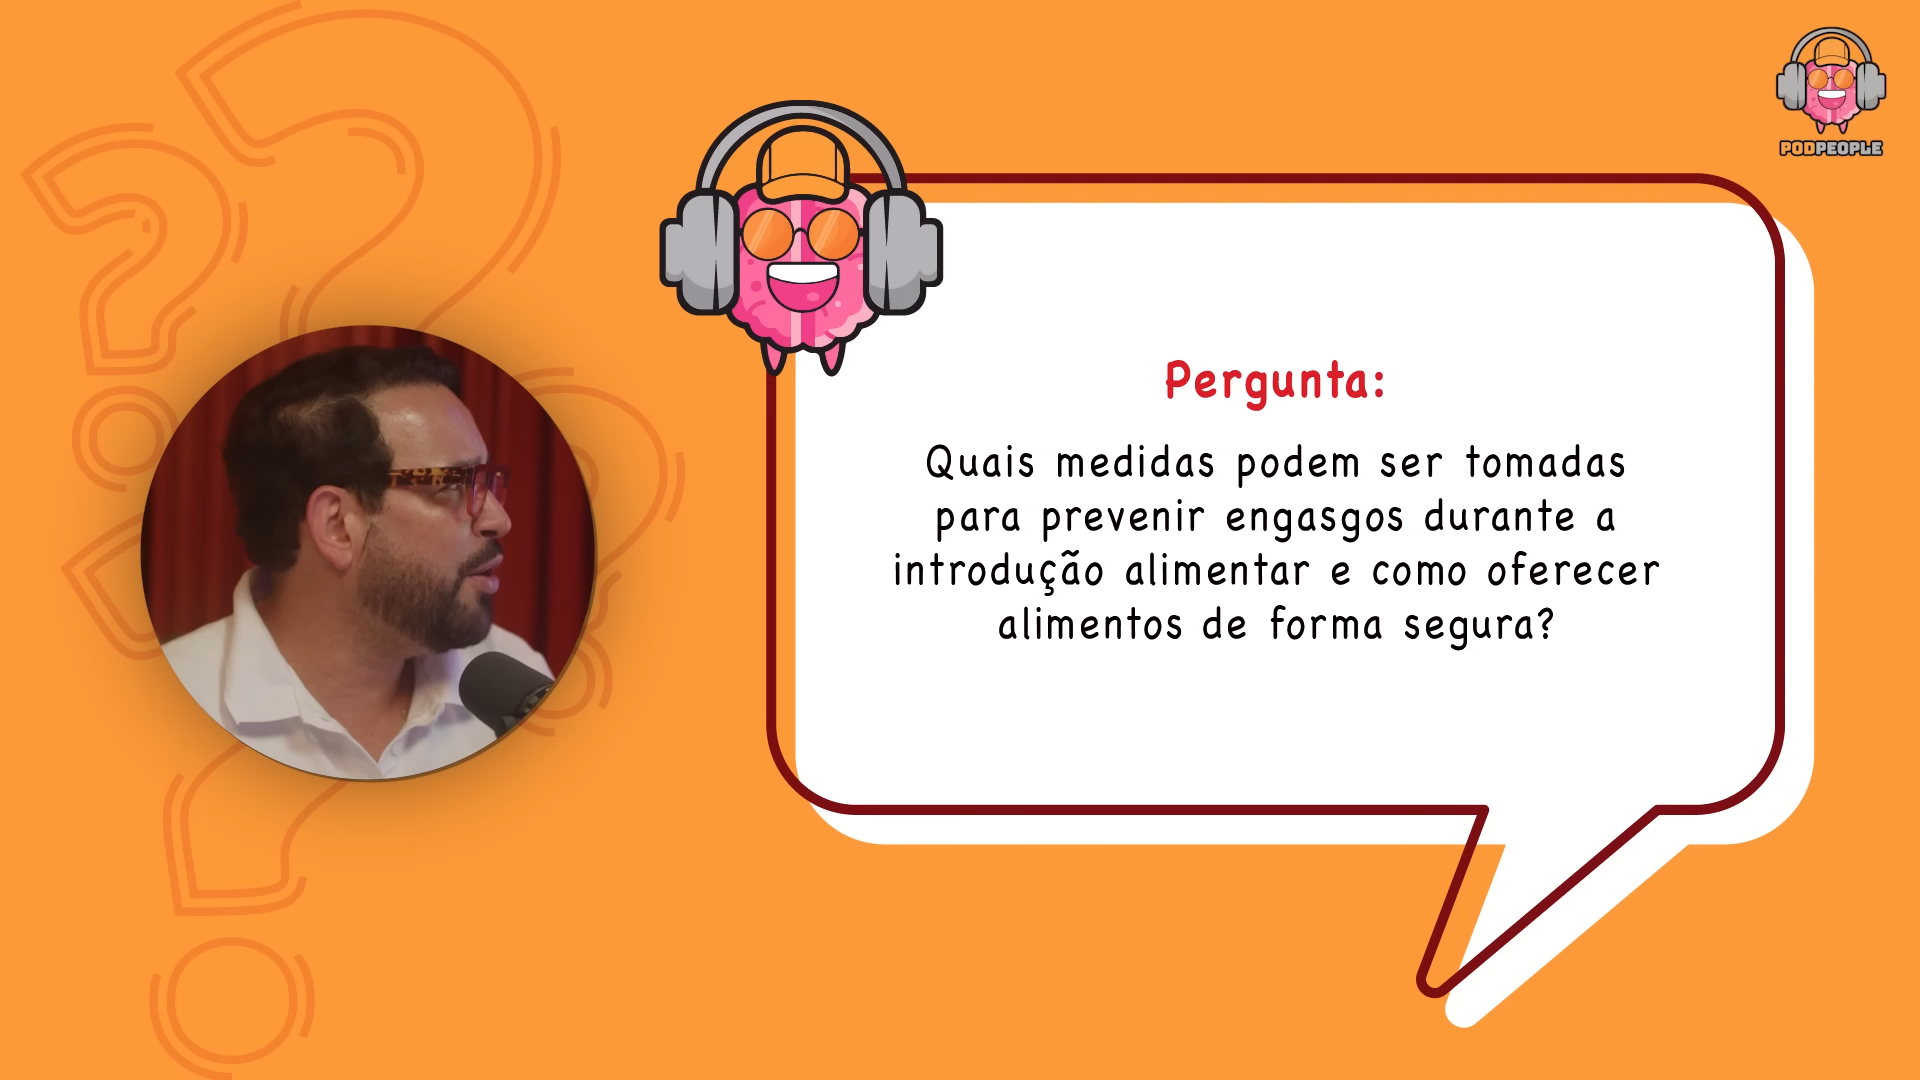 PODPEOPLE
Pergunta:
Quais medidas podem ser tomadas
para prevenir engasgos durante a
introdução alimentar e como oferecer
alimentos de forma segura?